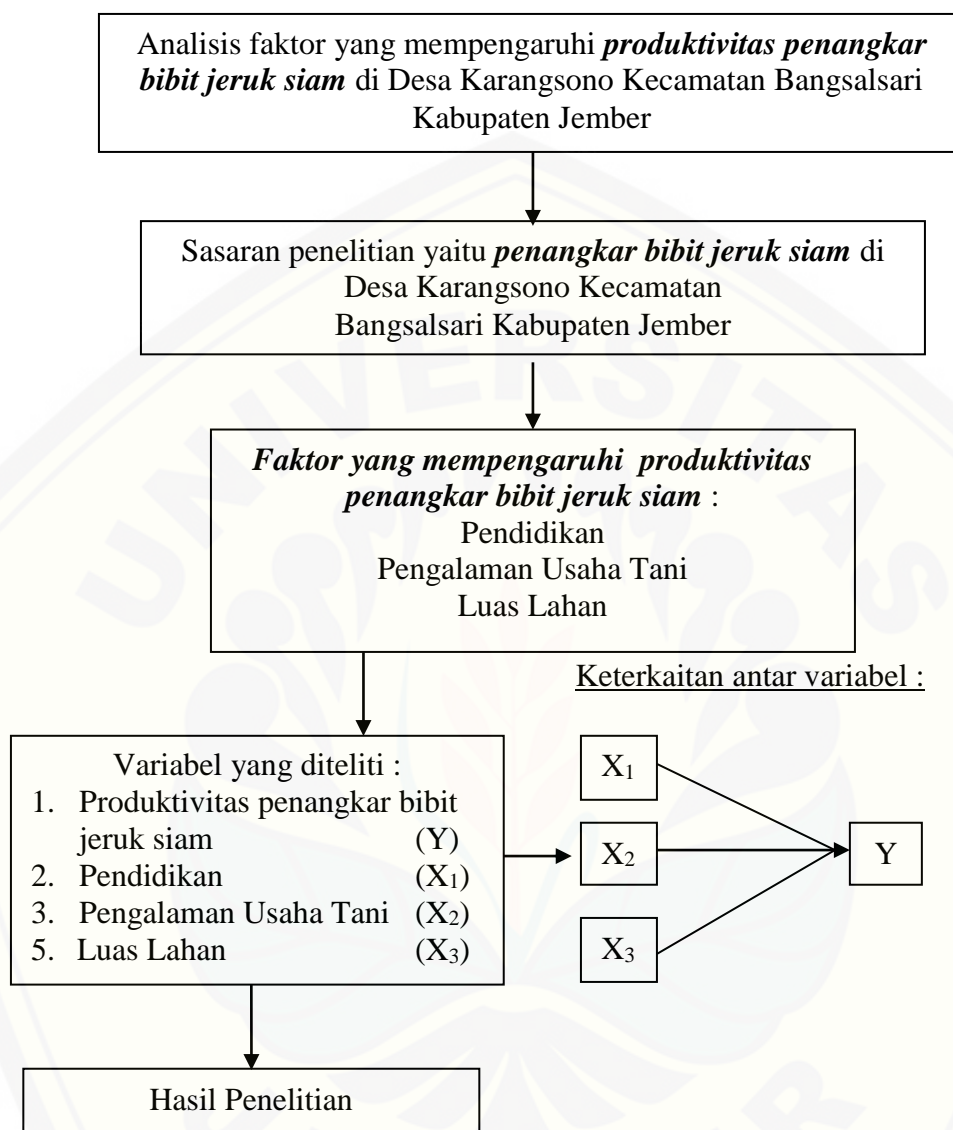 Analisis faktor yang mempengaruhi produktivitas penangkar
bibit jeruk siam di Desa Karangsono Kecamatan Bangsalsari
Kabupaten Jember
Sasaran penelitian yaitu penangkar bibit jeruk siam di
Desa Karangsono Kecamatan
Bangsalsari Kabupaten Jember
Faktor yang mempengaruhi produktivitas
penangkar bibit jeruk siam :
Pendidikan
Pengalaman Usaha Tani
Luas Lahan
Keterkaitan antar variabel :
Variabel yang diteliti :
1. Produktivitas penangkar bibit
jeruk siam (Y)
2. Pendidikan (X₁)
3. Pengalaman Usaha Tani (X₂)
5. Luas Lahan (X₃)
X₁
X₂
X₃
Y
Hasil Penelitian
UNIVERSITAS